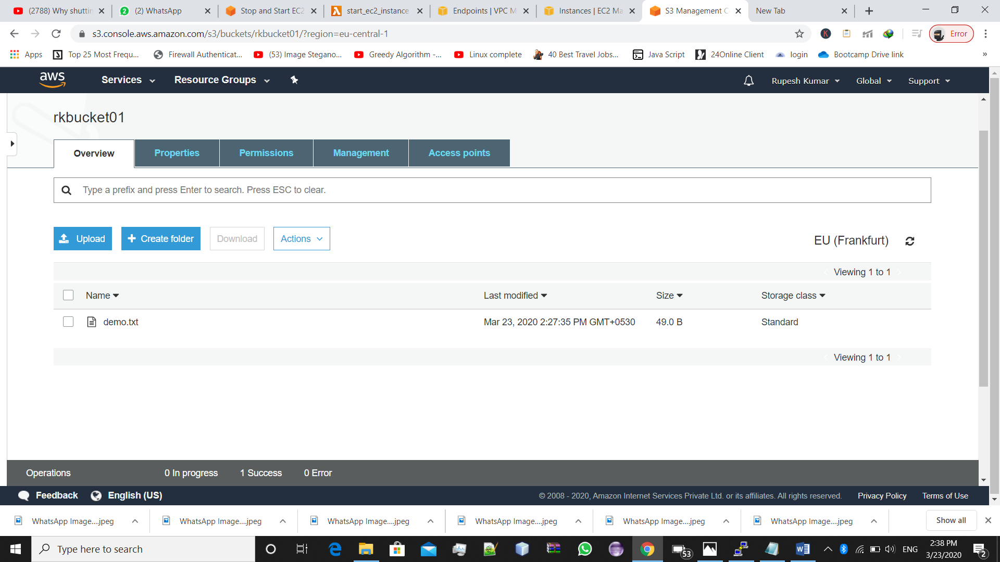 (2788) Why shuttin
(2) WhatsApp
Stop and Start EC2
start_ec2_instance
Endpoints | VPC M
Instances | EC2 Ma
S3 Management C
New Tab
s3.console.aws.amazon.com/s3/buckets/rkbucket01/?region=eu-central-1
K
Error
Apps
Top 25 Most Frequ...
Firewall Authenticat...
(53) Image Stegano...
Greedy Algorithm -...
Linux complete
40 Best Travel Jobs...
Java Script
24Online Client
login
Bootcamp Drive link
»
aws
Services
Resource Groups
Rupesh Kumar
Global
Support
rkbucket01
Overview
Properties
Permissions
Management
Access points
Type a prefix and press Enter to search. Press ESC to clear.
Upload
+ Create folder
Download
Actions
EU (Frankfurt)
Viewing 1 to 1
Name
Last modified
Size
Storage class
demo.txt
Mar 23, 2020 2:27:35 PM GMT+0530
49.0 B
Standard
Viewing 1 to 1
Operations
0 In progress
1 Success
0 Error
Feedback
English (US)
© 2008 - 2020, Amazon Internet Services Private Ltd. or its affiliates. All rights reserved.
Privacy Policy
Terms of Use
WhatsApp Image....jpeg
WhatsApp Image....jpeg
WhatsApp Image....jpeg
WhatsApp Image....jpeg
WhatsApp Image....jpeg
WhatsApp Image....jpeg
Show all
Type here to search
53
ENG
2:38 PM
3/23/2020
2